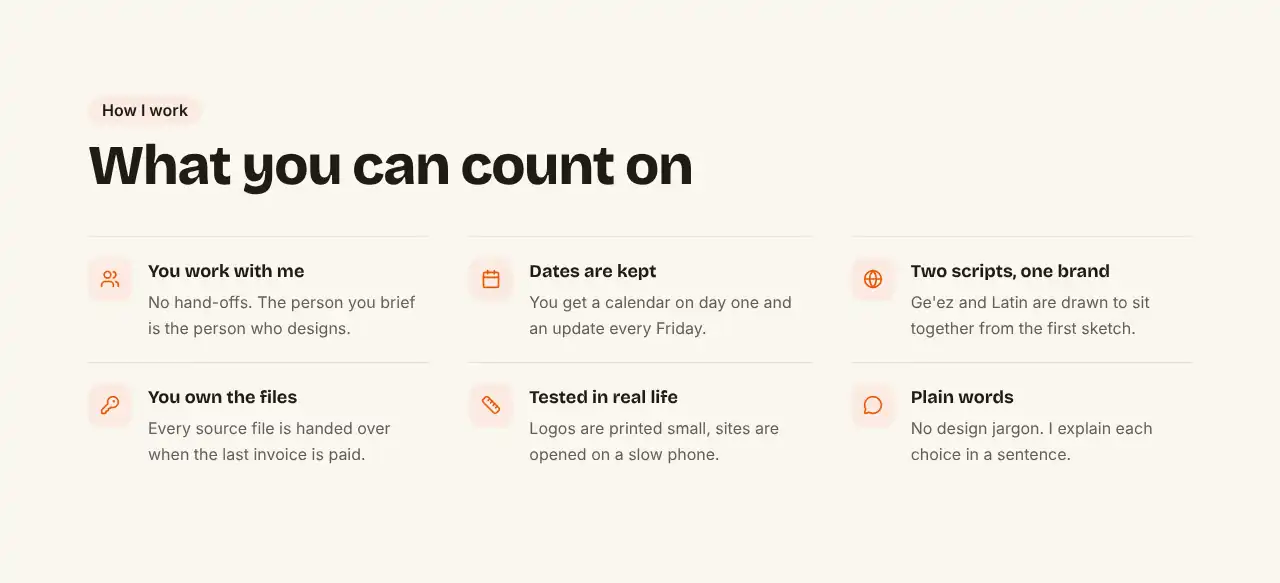 How I work
What you can count on
You work with me
No hand-offs. The person you brief
is the person who designs.
Dates are kept
You get a calendar on day one and
an update every Friday.
Two scripts, one brand
Ge'ez and Latin are drawn to sit
together from the first sketch.
You own the files
Every source file is handed over
when the last invoice is paid.
Tested in real life
Logos are printed small, sites are
opened on a slow phone.
Plain words
No design jargon. I explain each
choice in a sentence.